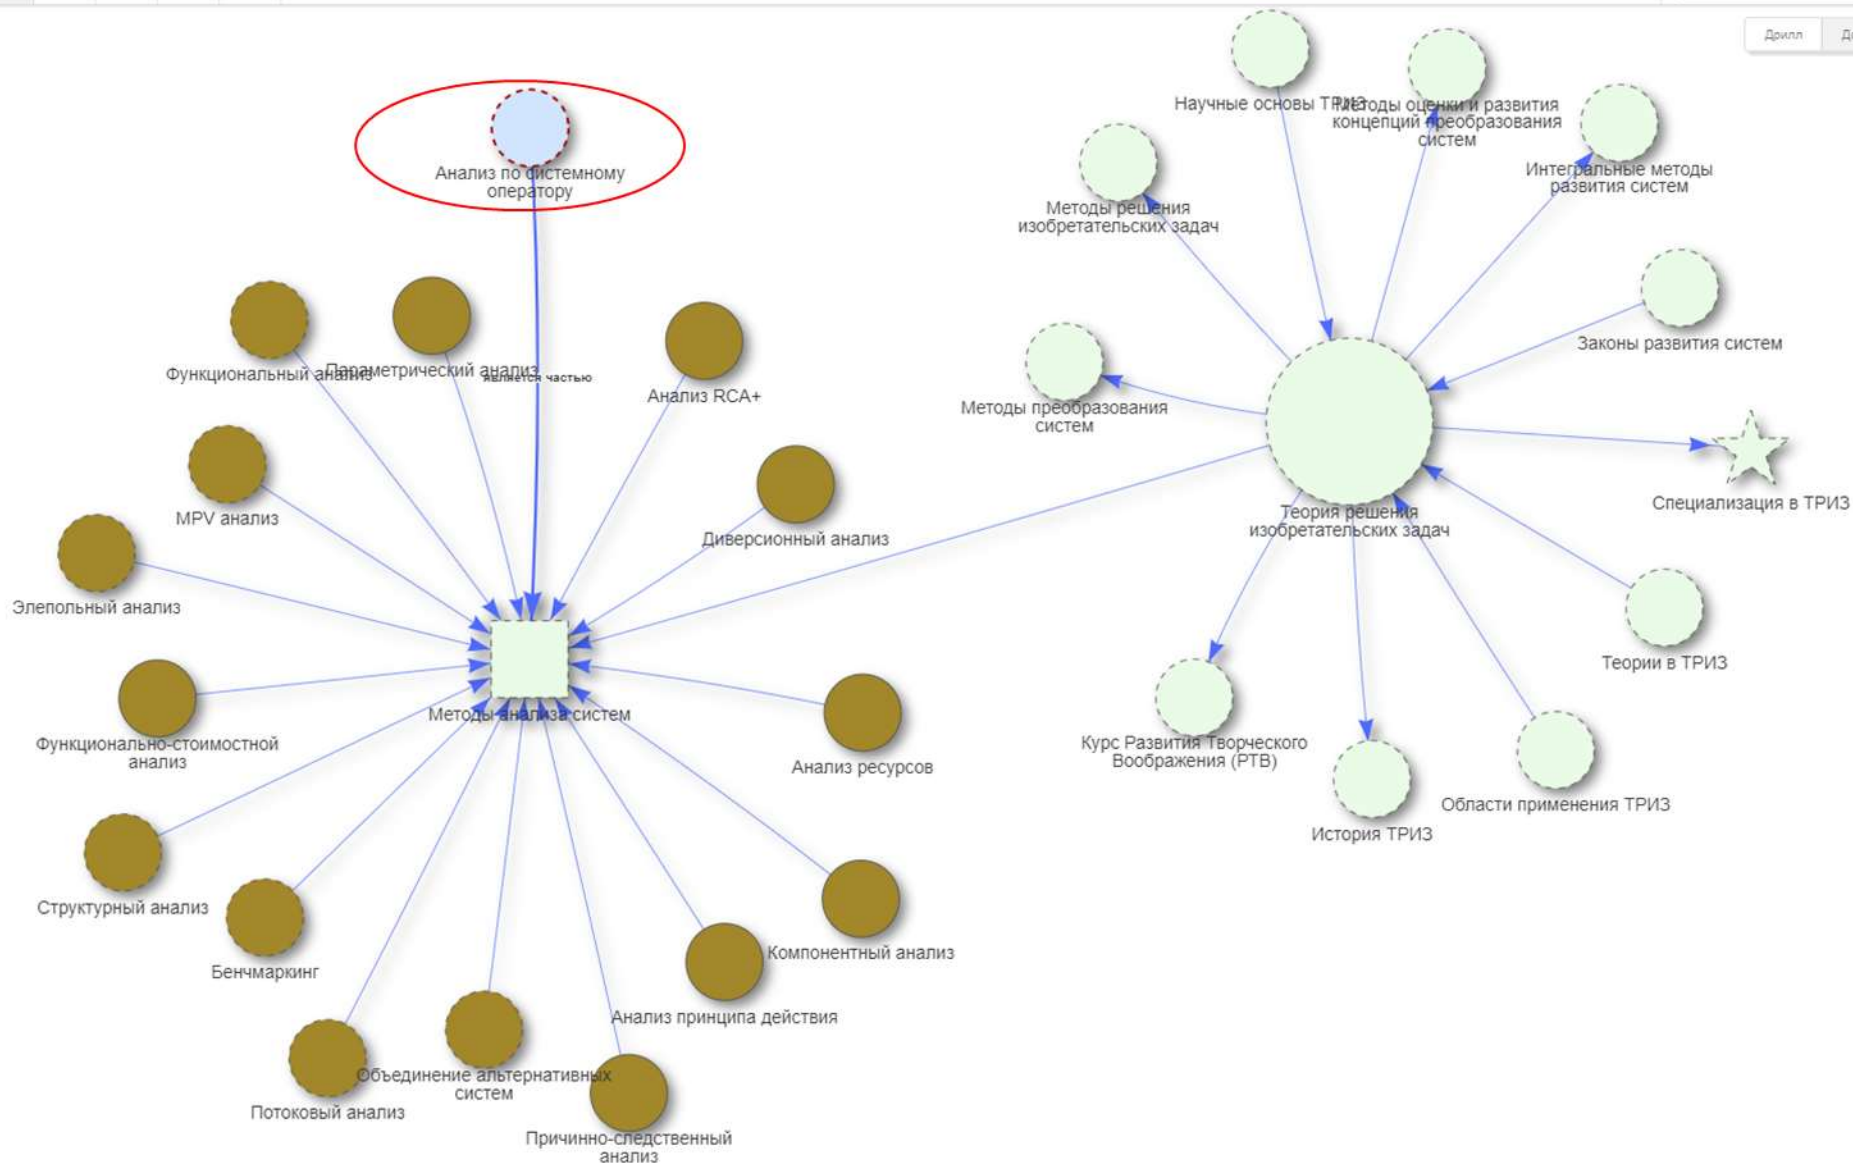 Дрилл
Научные основы ТРИЗ
Методы оценки и развития
концепций преобразования
систем
Анализ по системному
оператору
Интегральные методы
развития систем
Методы решения
изобретательских задач
Законы развития систем
Функциональный анализ
Параметрический анализ
является частью
Анализ RCA+
Методы преобразования
систем
MPV анализ
Диверсионный анализ
Теория решения
изобретательских задач
Специализация в ТРИЗ
Элепольный анализ
Теории в ТРИЗ
Методы анализа систем
Функционально-стоимостной
анализ
Анализ ресурсов
Курс Развития Творческого
Воображения (РТВ)
Области применения ТРИЗ
История ТРИЗ
Структурный анализ
Бенчмаркинг
Компонентный анализ
Анализ принципа действия
Объединение альтернативных
систем
Потоковый анализ
Причинно-следственный
анализ